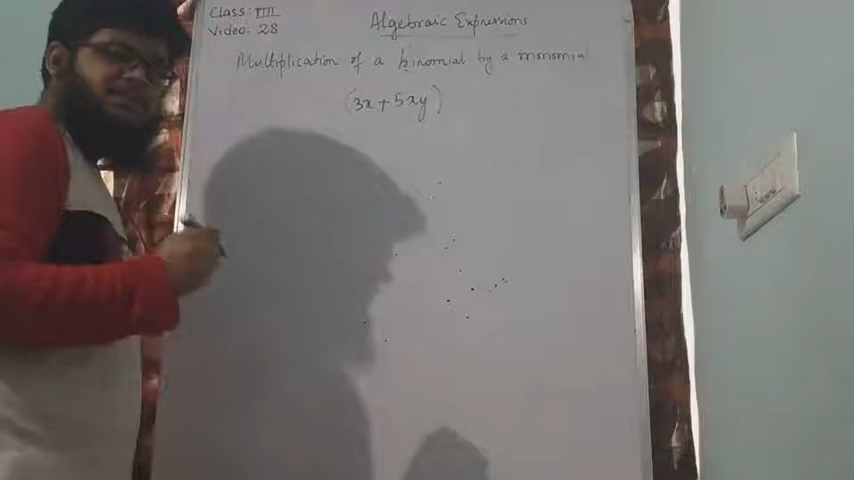 Class: VIII
Video: 28
Algebraic Expressions
Multiplication of a binomial by a monomial
(3x + 5xy)